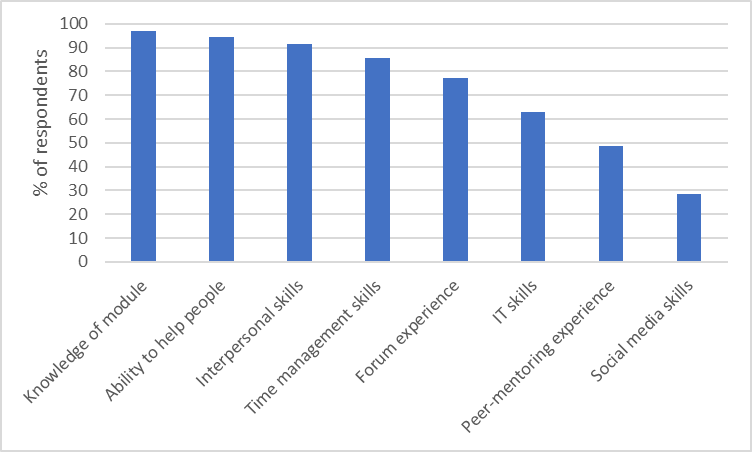 % of respondents
100
90
80
70
60
50
40
30
20
10
0
Knowledge of module
Ability to help people
Interpersonal skills
Time management skills
Forum experience
IT skills
Peer-mentoring experience
Social media skills